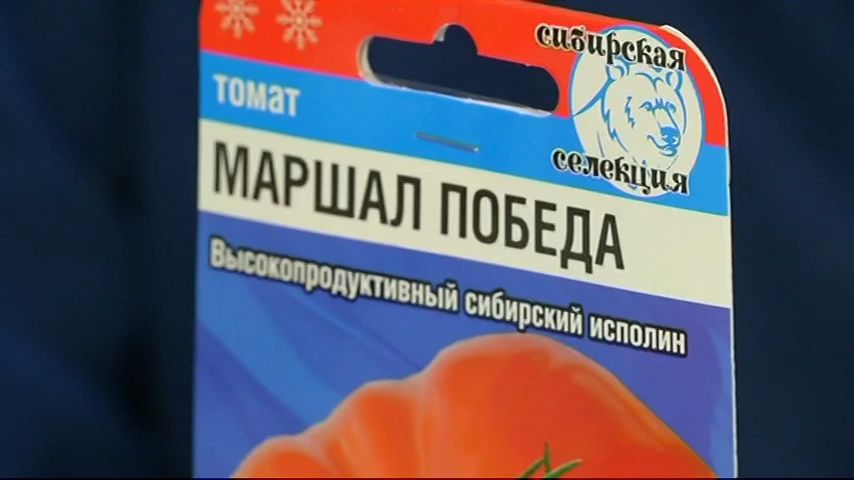 сибирская
селекция
томат
МАРШАЛ ПОБЕДА
Высокопродуктивный сибирский исполин